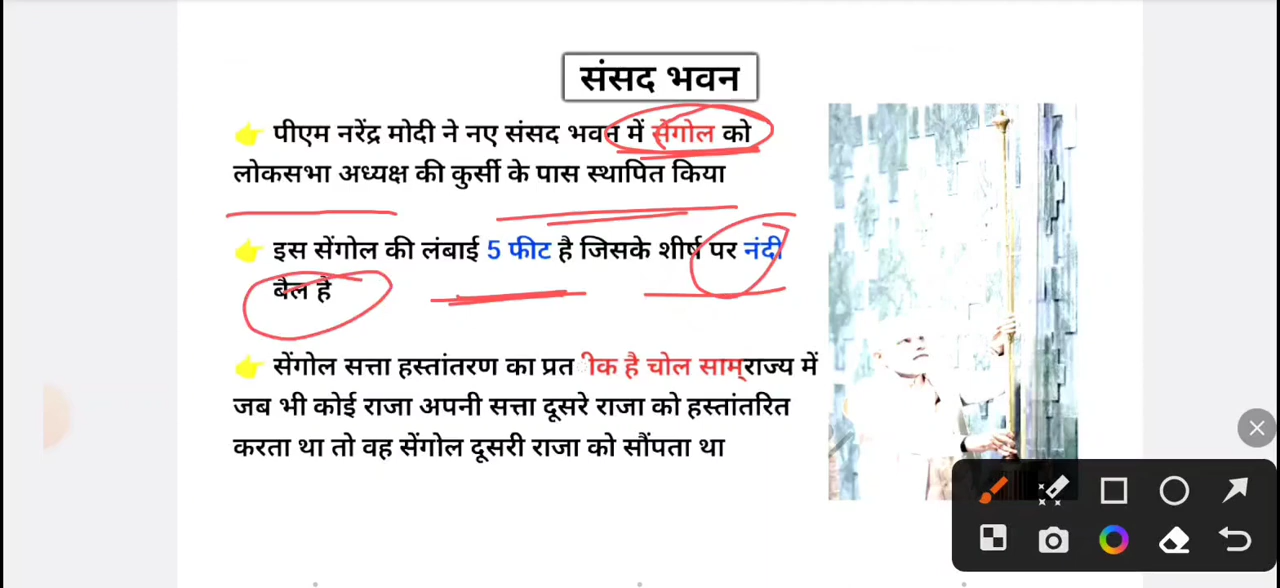 संसद भवन
👉 पीएम नरेंद्र मोदी ने नए संसद भवन में सेंगोल को
लोकसभा अध्यक्ष की कुर्सी के पास स्थापित किया
👉 इस सेंगोल की लंबाई 5 फीट है जिसके शीर्ष पर नंदी
बैल है
👉 सेंगोल सत्ता हस्तांतरण का प्रतीक है चोल साम्राज्य में
जब भी कोई राजा अपनी सत्ता दूसरे राजा को हस्तांतरित
करता था तो वह सेंगोल दूसरी राजा को सौंपता था